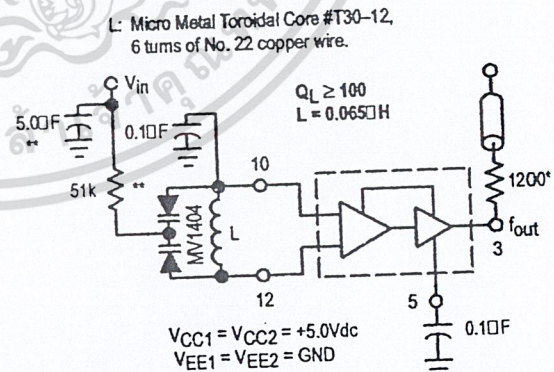 L: Micro Metal Toroidal Core #T30–12,
6 turns of No. 22 copper wire.
Vin
5.0□F
**
0.1□F
QL ≥ 100
L = 0.065□H
51k
**
MV1404
L
10
12
1200*
fout
3
5
0.1□F
VCC1 = VCC2 = +5.0Vdc
VEE1 = VEE2 = GND